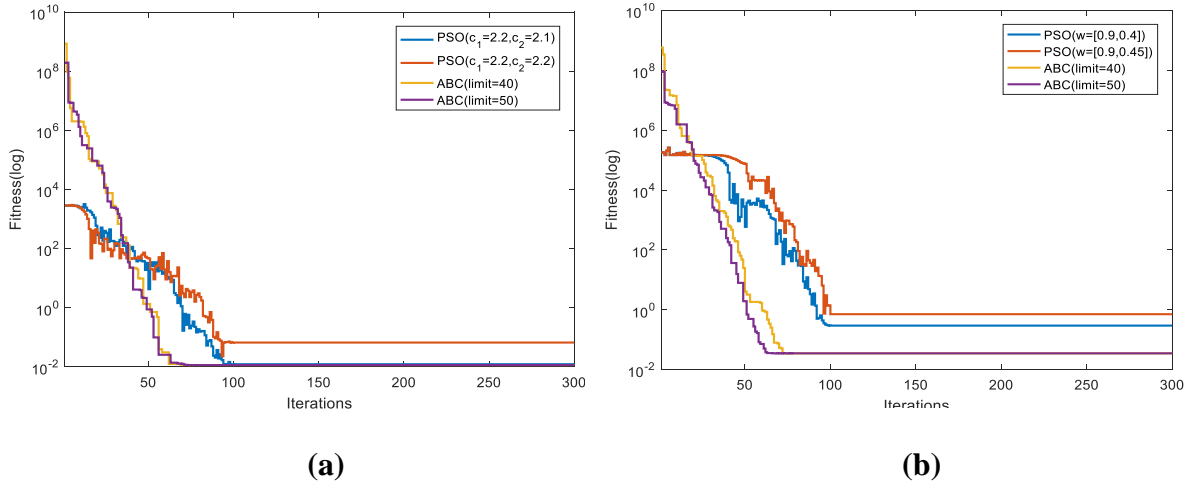 10^10
10^8
10^6
10^4
10^2
10^0
10^-2
Fitness(log)
50
100
150
200
250
300
Iterations
PSO(c_1=2.2,c_2=2.1)
PSO(c_1=2.2,c_2=2.2)
ABC(limit=40)
ABC(limit=50)
(a)
10^10
10^8
10^6
10^4
10^2
10^0
10^-2
Fitness(log)
50
100
150
200
250
300
Iterations
PSO(w=[0.9,0.4])
PSO(w=[0.9,0.45])
ABC(limit=40)
ABC(limit=50)
(b)